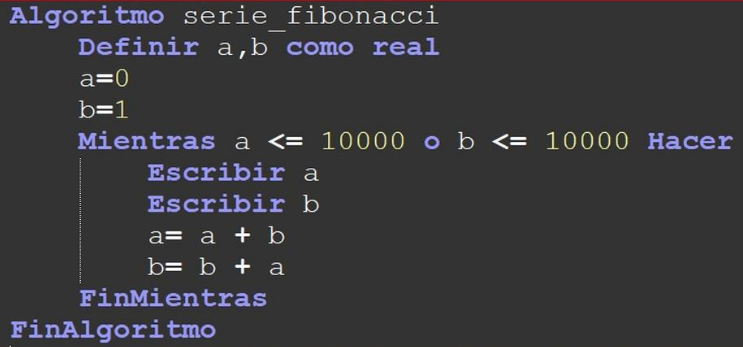 Algoritmo serie_fibonacci
Definir a,b como real
a=0
b=1
Mientras a <= 10000 o b <= 10000 Hacer
Escribir a
Escribir b
a= a + b
b= b + a
FinMientras
FinAlgoritmo